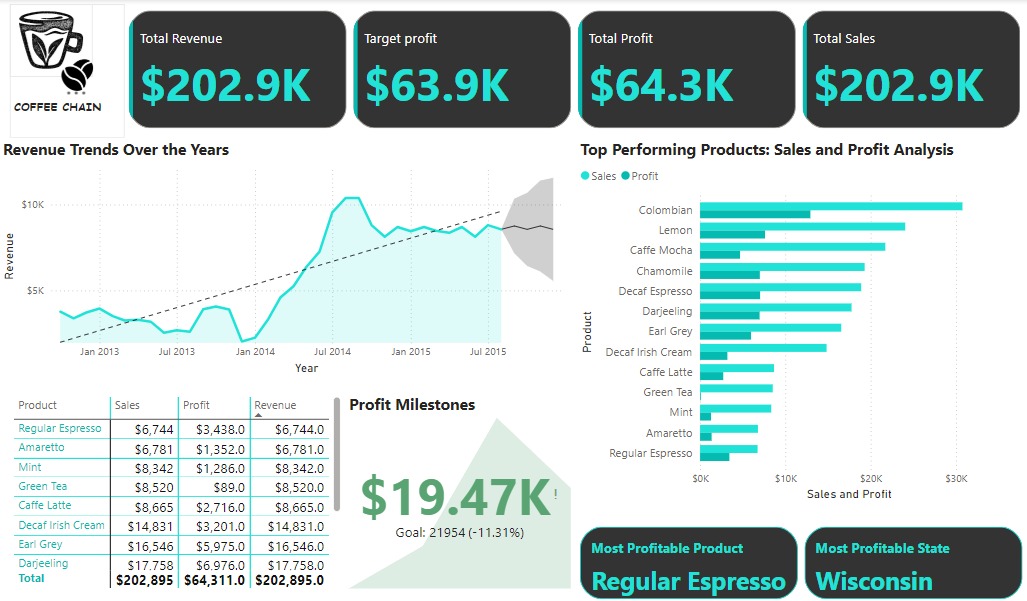 COFFEE CHAIN
Total Revenue
$202.9K
Target profit
$63.9K
Total Profit
$64.3K
Total Sales
$202.9K
Revenue Trends Over the Years
$10K
$5K
Revenue
Jan 2013
Jul 2013
Jan 2014
Jul 2014
Jan 2015
Jul 2015
Year
Top Performing Products: Sales and Profit Analysis
Sales Profit
Product
Colombian
Lemon
Caffe Mocha
Chamomile
Decaf Espresso
Darjeeling
Earl Grey
Decaf Irish Cream
Caffe Latte
Green Tea
Mint
Amaretto
Regular Espresso
$0K
$10K
$20K
$30K
Sales and Profit
Product Sales Profit Revenue
Regular Espresso $6,744 $3,438.0 $6,744.0
Amaretto $6,781 $1,352.0 $6,781.0
Mint $8,342 $1,286.0 $8,342.0
Green Tea $8,520 $89.0 $8,520.0
Caffe Latte $8,665 $2,716.0 $8,665.0
Decaf Irish Cream $14,831 $3,201.0 $14,831.0
Earl Grey $16,546 $5,975.0 $16,546.0
Darjeeling $17,758 $6,976.0 $17,758.0
Total $202,895 $64,311.0 $202,895.0
Profit Milestones
$19.47K!
Goal: 21954 (-11.31%)
Most Profitable Product
Regular Espresso
Most Profitable State
Wisconsin